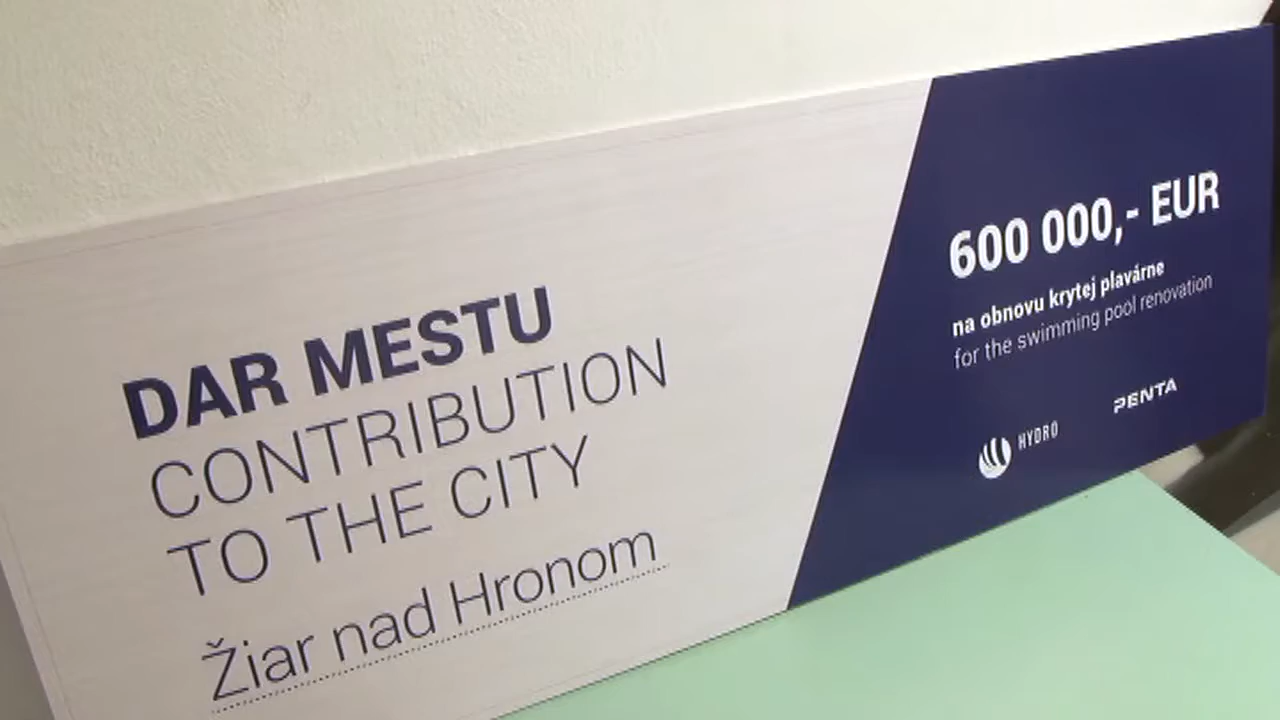 DAR MESTU
CONTRIBUTION
TO THE CITY
Žiar nad Hronom
600 000,- EUR
na obnovu krytej plavárne
for the swimming pool renovation
HYDRO
PENTA